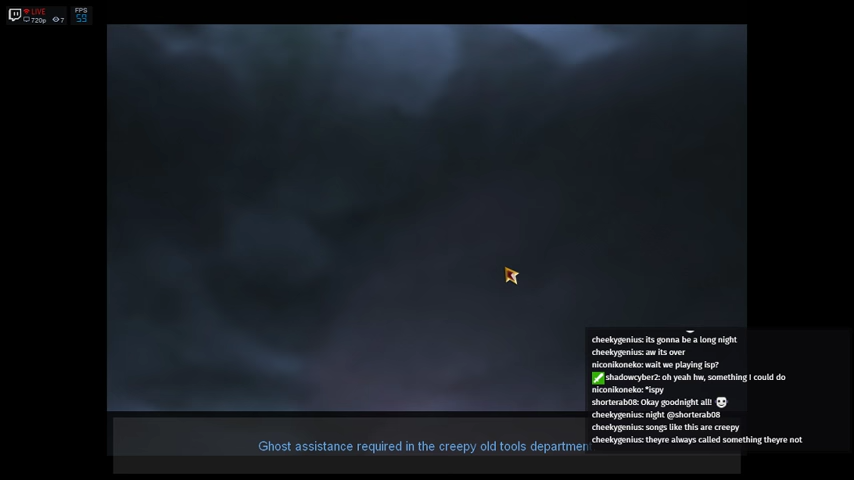 LIVE
720p 7
FPS
59
cheekygenius: its gonna be a long night
cheekygenius: aw its over
niconikoneko: wait we playing isp?
shadowcyber2: oh yeah hw, something I could do
niconikoneko: *ispy
shorterab08: Okay goodnight all!
cheekygenius: night @shorterab08
cheekygenius: songs like this are creepy
cheekygenius: theyre always called something theyre not
Ghost assistance required in the creepy old tools departmen